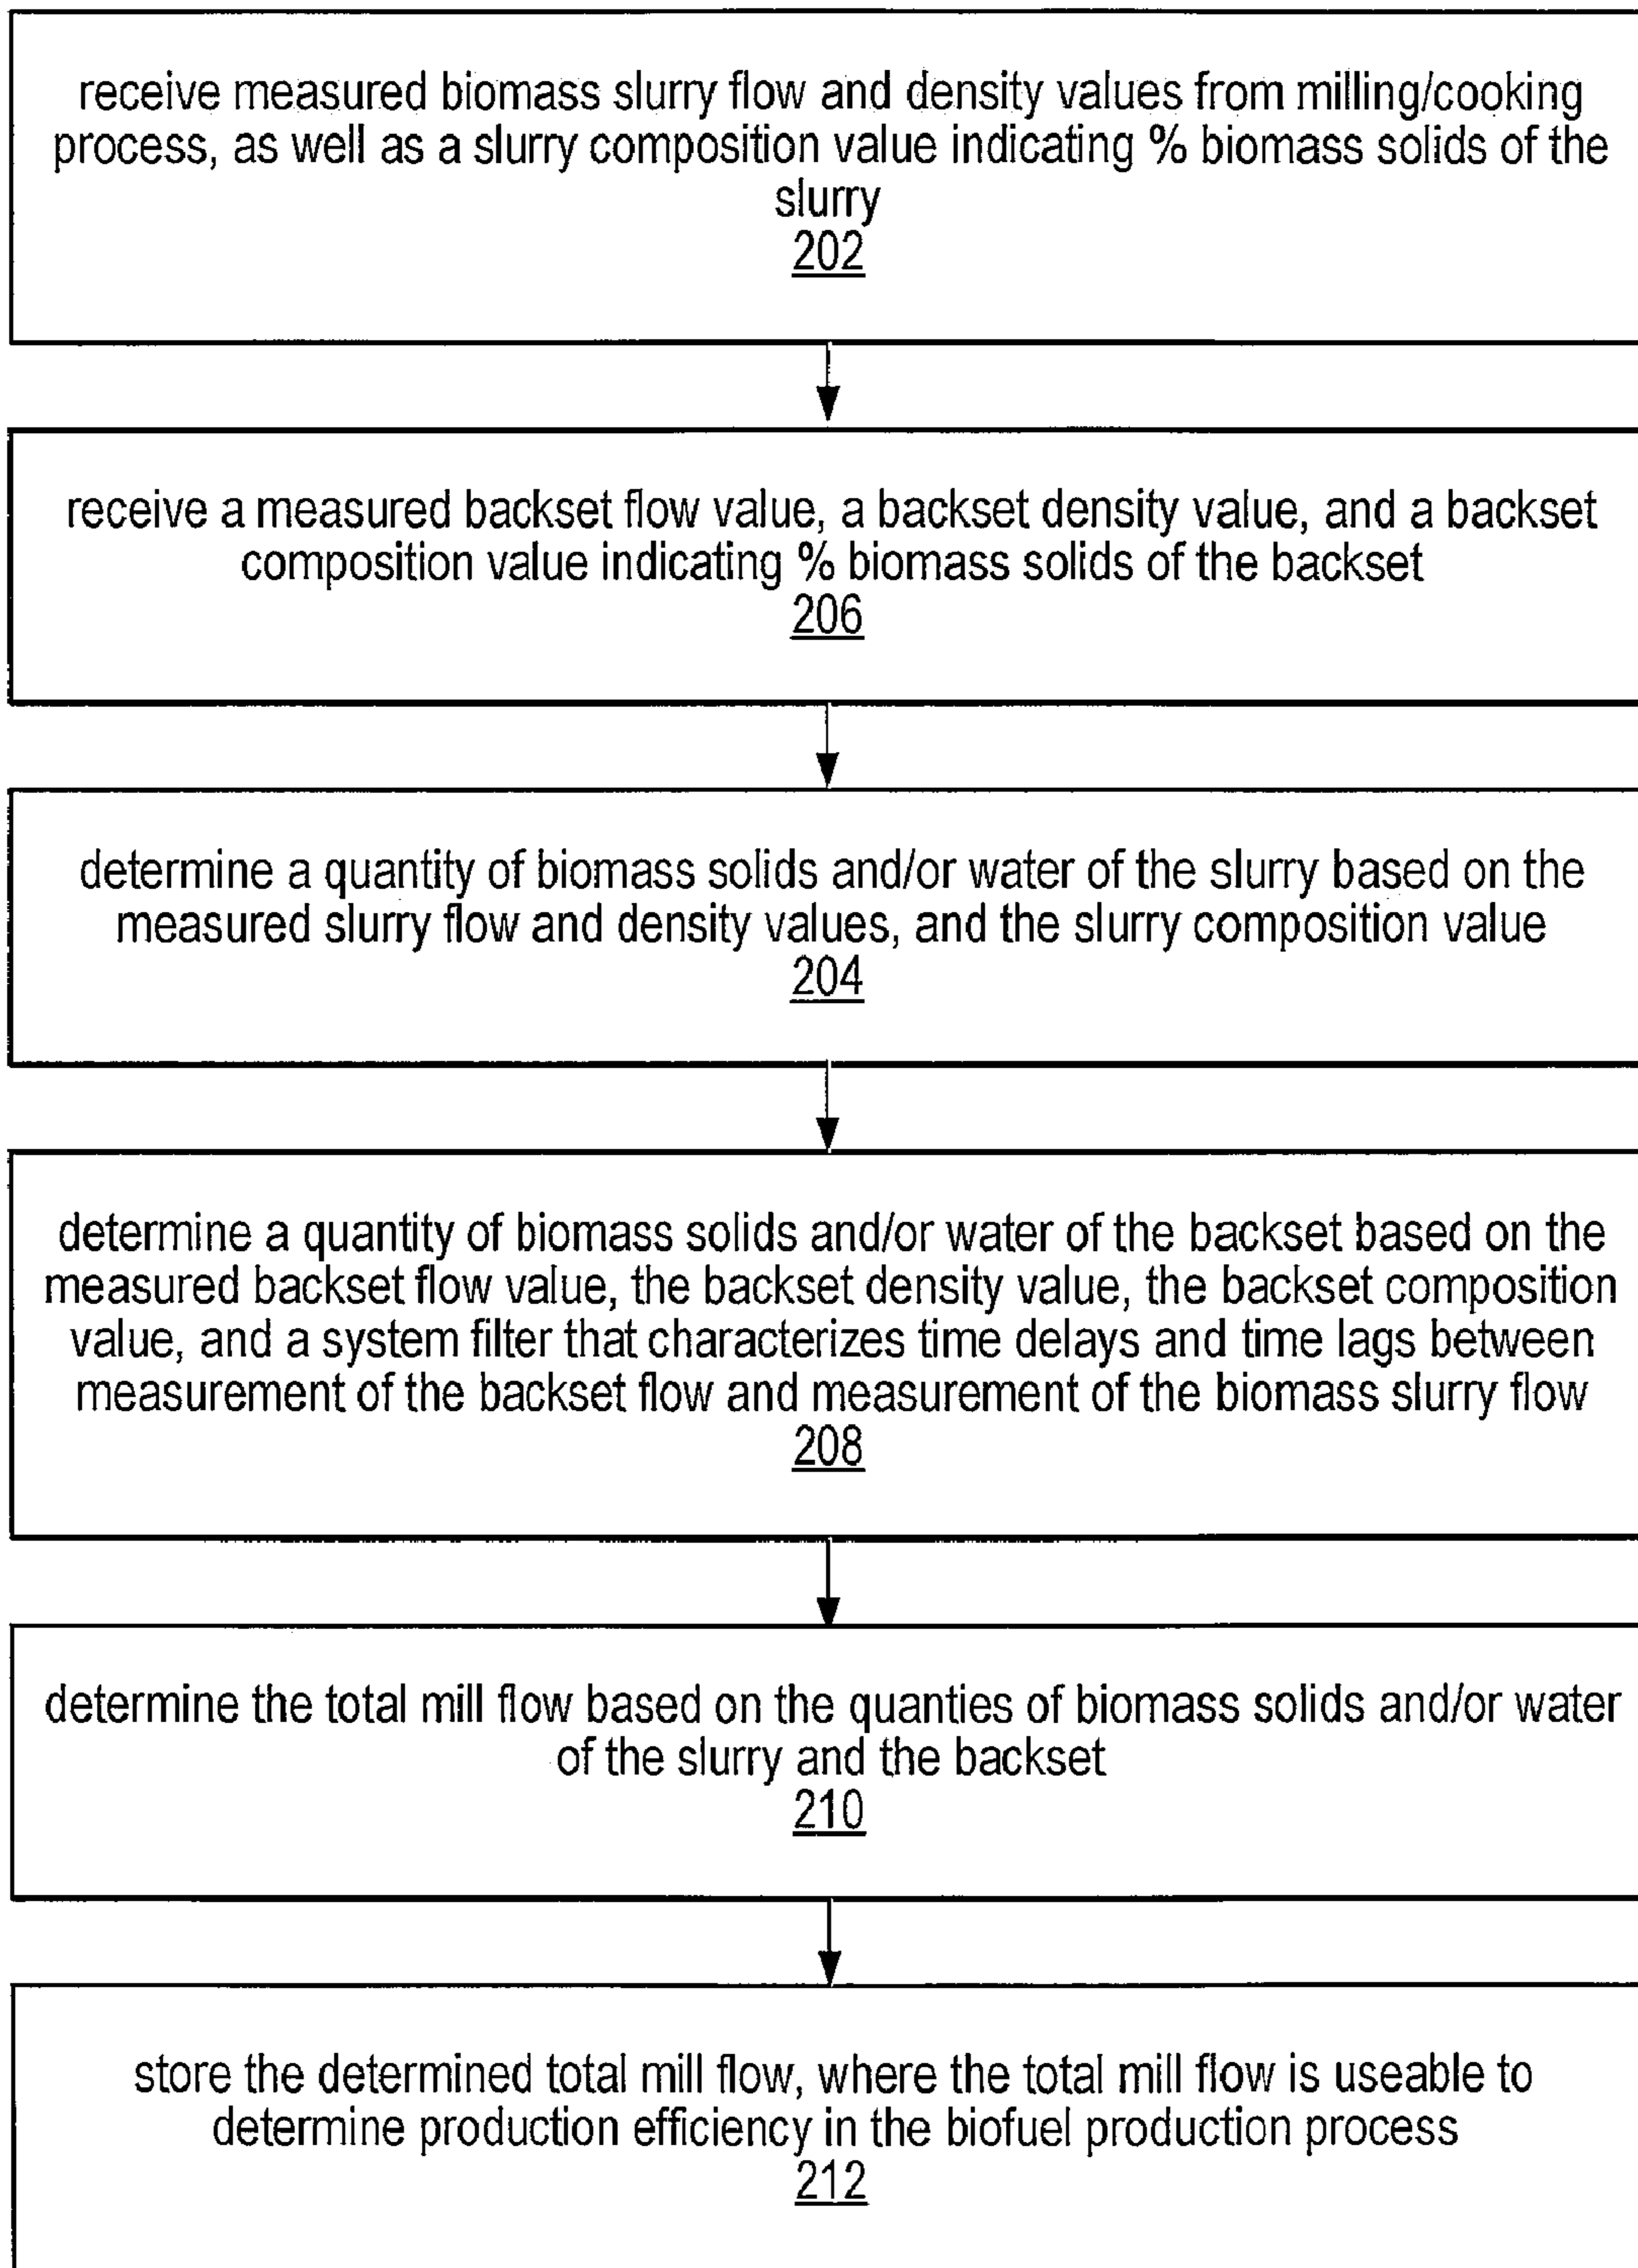 receive measured biomass slurry flow and density values from milling/cooking
process, as well as a slurry composition value indicating % biomass solids of the
slurry
202
receive a measured backset flow value, a backset density value, and a backset
composition value indicating % biomass solids of the backset
206
determine a quantity of biomass solids and/or water of the slurry based on the
measured slurry flow and density values, and the slurry composition value
204
determine a quantity of biomass solids and/or water of the backset based on the
measured backset flow value, the backset density value, the backset composition
value, and a system filter that characterizes time delays and time lags between
measurement of the backset flow and measurement of the biomass slurry flow
208
determine the total mill flow based on the quanties of biomass solids and/or water
of the slurry and the backset
210
store the determined total mill flow, where the total mill flow is useable to
determine production efficiency in the biofuel production process
212